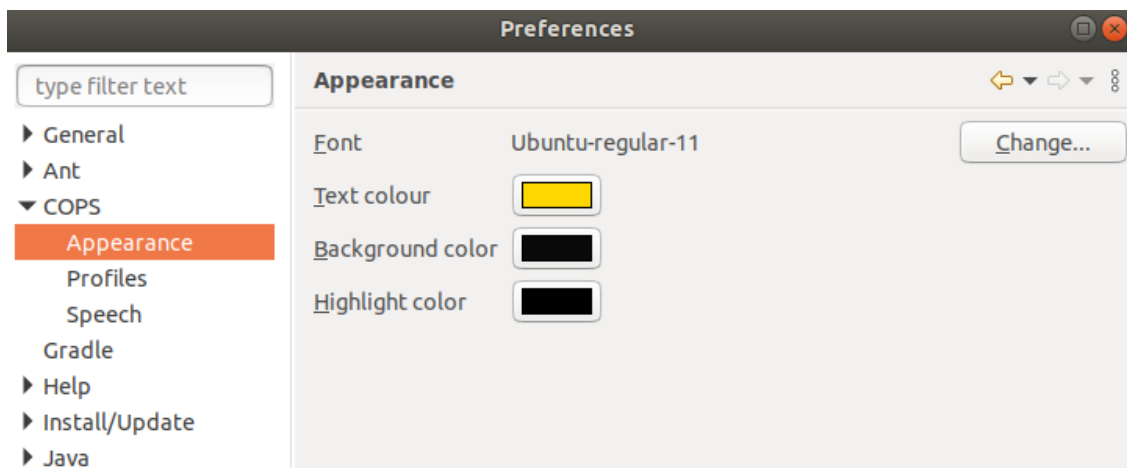 Preferences
type filter text
General
Ant
COPS
Appearance
Profiles
Speech
Gradle
Help
Install/Update
Java
Appearance
Font Ubuntu-regular-11 Change...
Text colour
Background color
Highlight color